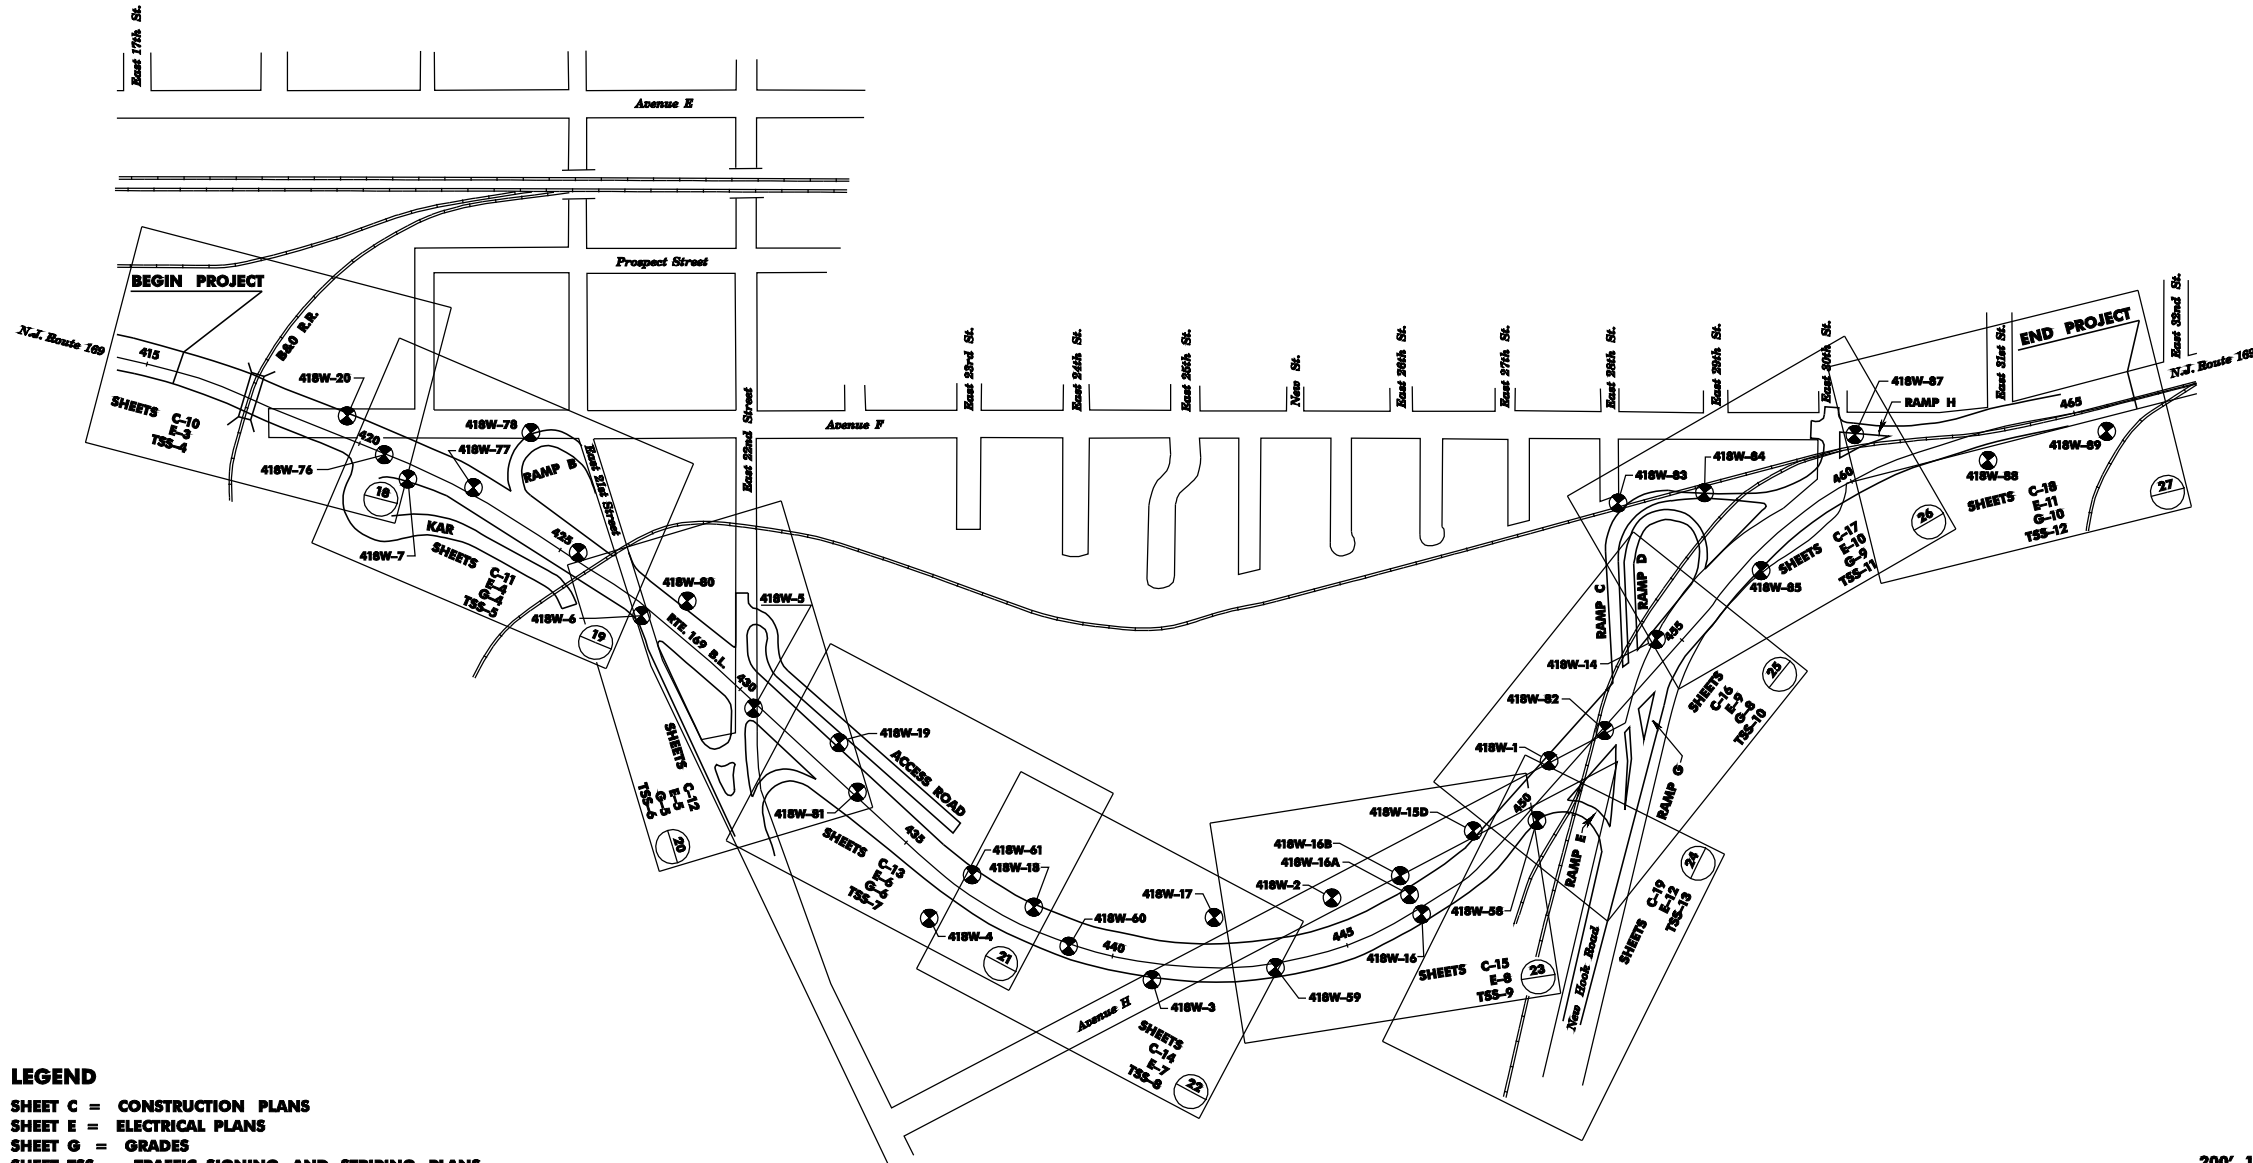 East 17th St.
Avenue E
Prospect Street
BEGIN PROJECT
N.J. Route 169
415
B&O R.R.
418W-20
SHEETS C-10
E-3
TSS-4
420
418W-76
418W-78
418W-77
RAMP B
East 21st Street
East 22nd Street
18
KAR
418W-7
SHEETS C-11
E-4
G-4
TSS-5
425
418W-6
19
418W-80
418W-5
RTE. 169 B.L.
430
SHEETS C-12
E-5
G-5
TSS-6
20
418W-19
ACCESS ROAD
418W-81
435
SHEETS C-13
E-6
G-6
TSS-7
418W-61
418W-18
418W-4
21
418W-60
440
418W-17
418W-3
Avenue H
SHEETS
C-14
E-7
TSS-8
22
Avenue F
East 23rd St.
East 24th St.
East 25th St.
New St.
East 26th St.
East 27th St.
East 28th St.
East 29th St.
East 30th St.
East 31st St.
East 32nd St.
418W-2
418W-16B
418W-16A
418W-15D
445
418W-59
418W-16
418W-58
SHEETS C-15
E-8
TSS-9
23
450
418W-1
418W-82
418W-14
RAMP E
RAMP G
New Hook Road
SHEETS C-19
E-12
TSS-13
24
SHEETS
C-16
E-9
G-8
TSS-10
25
455
RAMP C
RAMP D
418W-83
418W-84
418W-85
SHEETS C-17
E-10
G-9
TSS-11
26
460
418W-87
RAMP H
465
418W-89
418W-88
SHEETS C-18
E-11
G-10
TSS-12
27
END PROJECT
N.J. Route 169
LEGEND
SHEET C = CONSTRUCTION PLANS
SHEET E = ELECTRICAL PLANS
SHEET G = GRADES
SHEET TSS = TRAFFIC SIGNING AND STRIPING PLANS